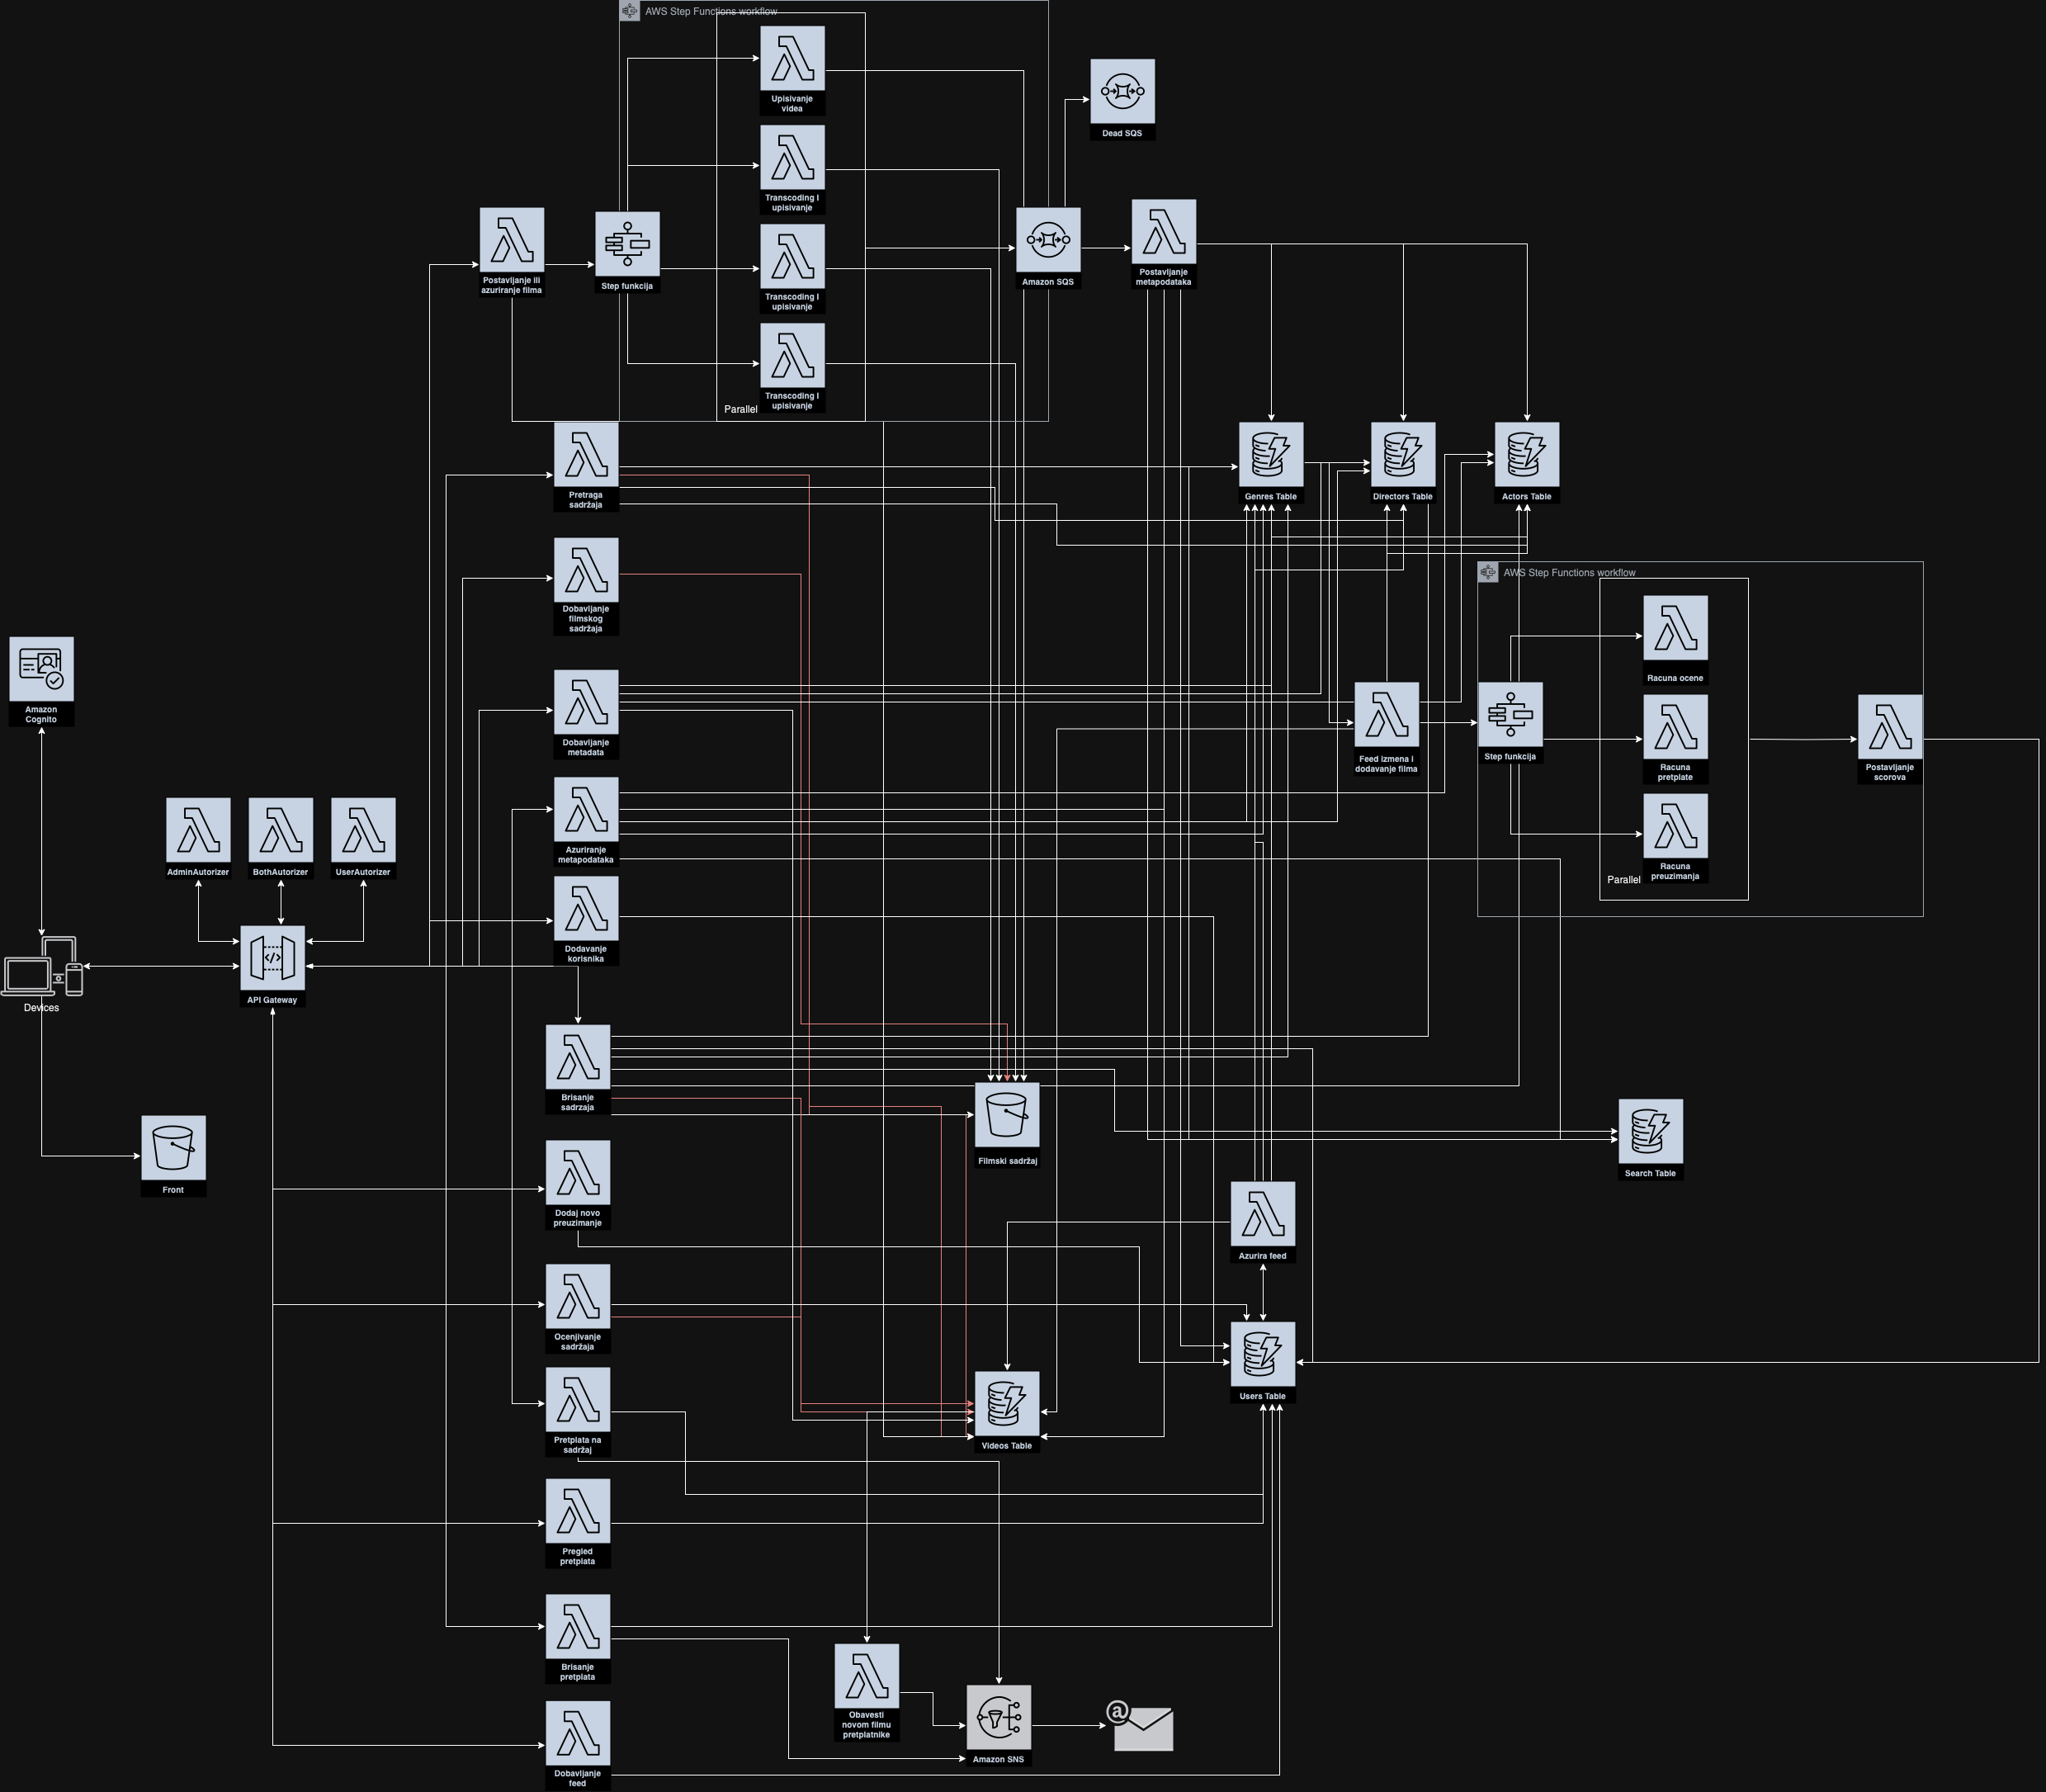 AWS Step Functions workflow
Upisivanje
videa
Dead SQS
Transcoding I
upisivanje
Postavljanje ili
azuriranje filma
Step funkcija
Transcoding I
upisivanje
Amazon SQS
Postavljanje
metapodataka
Transcoding I
upisivanje
Parallel
Pretraga
sadržaja
Genres Table
Directors Table
Actors Table
Dobavljanje
filmskog
sadržaja
AWS Step Functions workflow
Racuna ocene
Amazon
Cognito
Dobavljanje
metadata
Feed izmena i
dodavanje filma
Step funkcija
Racuna
pretplate
Postavljanje
scorova
AdminAutorizer
BothAutorizer
UserAutorizer
Azuriranje
metapodataka
Racuna
preuzimanja
Parallel
Dodavanje
korisnika
Devices
API Gateway
Brisanje
sadrzaja
Front
Filmski sadržaj
Search Table
Dodaj novo
preuzimanje
Azurira feed
Ocenjivanje
sadržaja
Users Table
Pretplata na
sadržaj
Videos Table
Pregled
pretplata
Brisanje
pretplata
Obavesti
novom filmu
pretplatnike
Amazon SNS
@
Dobavljanje
feed